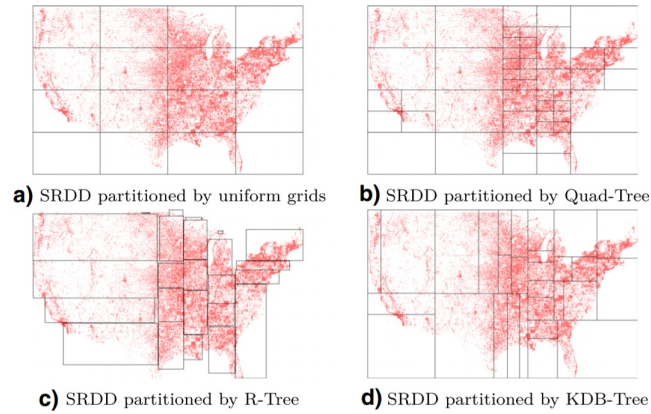 a) SRDD partitioned by uniform grids
b) SRDD partitioned by Quad-Tree
c) SRDD partitioned by R-Tree
d) SRDD partitioned by KDB-Tree